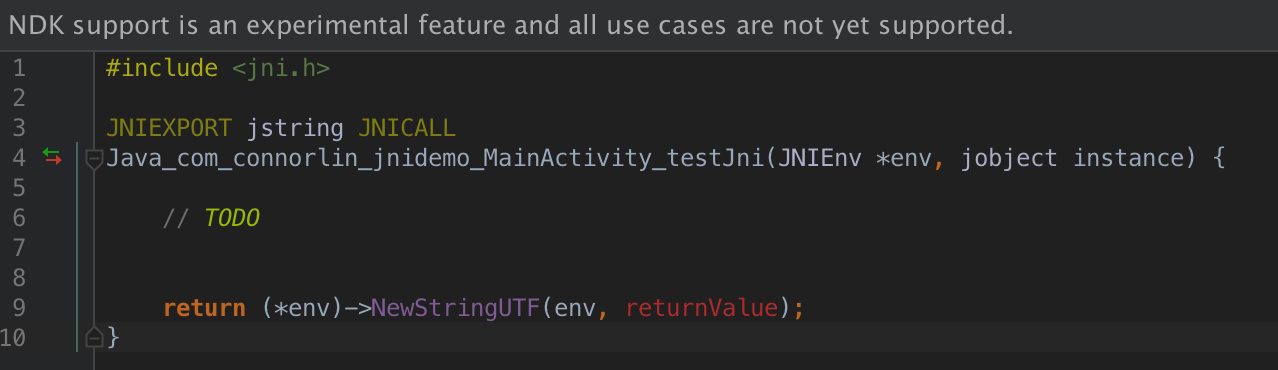 NDK support is an experimental feature and all use cases are not yet supported.
1 #include <jni.h>
2
3 JNIEXPORT jstring JNICALL
4 Java_com_connorlin_jnidemo_MainActivity_testJni(JNIEnv *env, jobject instance) {
5
6     // TODO
7
8
9     return (*env)->NewStringUTF(env, returnValue);
10 }